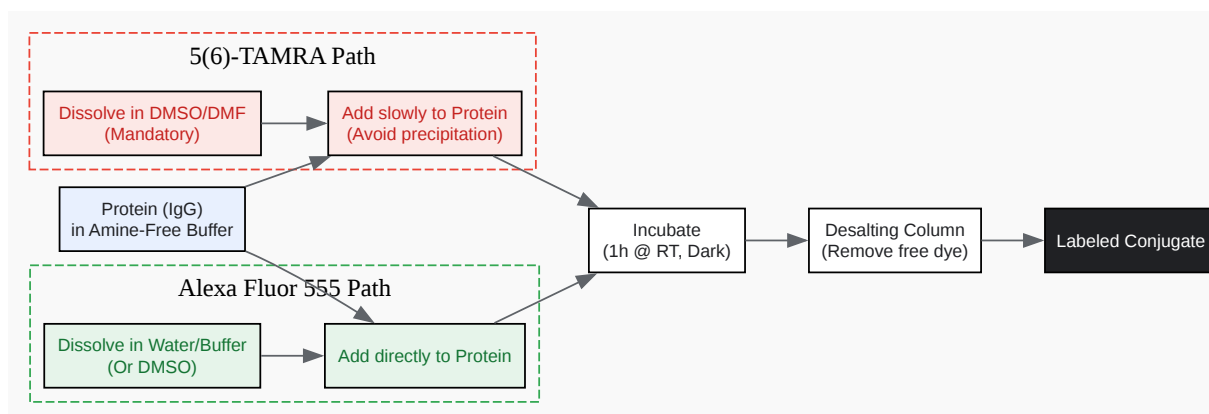 5(6)-TAMRA Path
Dissolve in DMSO/DMF
(Mandatory)
Add slowly to Protein
(Avoid precipitation)
Protein (IgG)
in Amine-Free Buffer
Incubate
(1h @ RT, Dark)
Desalting Column
(Remove free dye)
Labeled Conjugate
Alexa Fluor 555 Path
Dissolve in Water/Buffer
(Or DMSO)
Add directly to Protein